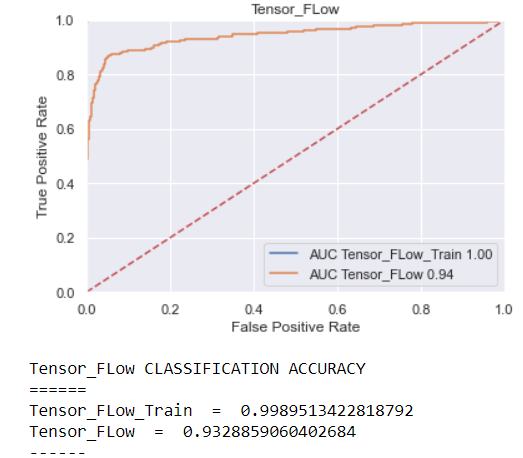 Tensor_FLow
1.0
0.8
0.6
0.4
0.2
0.0
True Positive Rate
AUC Tensor_FLow_Train 1.00
AUC Tensor_FLow 0.94
0.0 0.2 0.4 0.6 0.8 1.0
False Positive Rate
Tensor_FLow CLASSIFICATION ACCURACY
======
Tensor_FLow_Train  =  0.9989513422818792
Tensor_FLow  =  0.9328859060402684
------